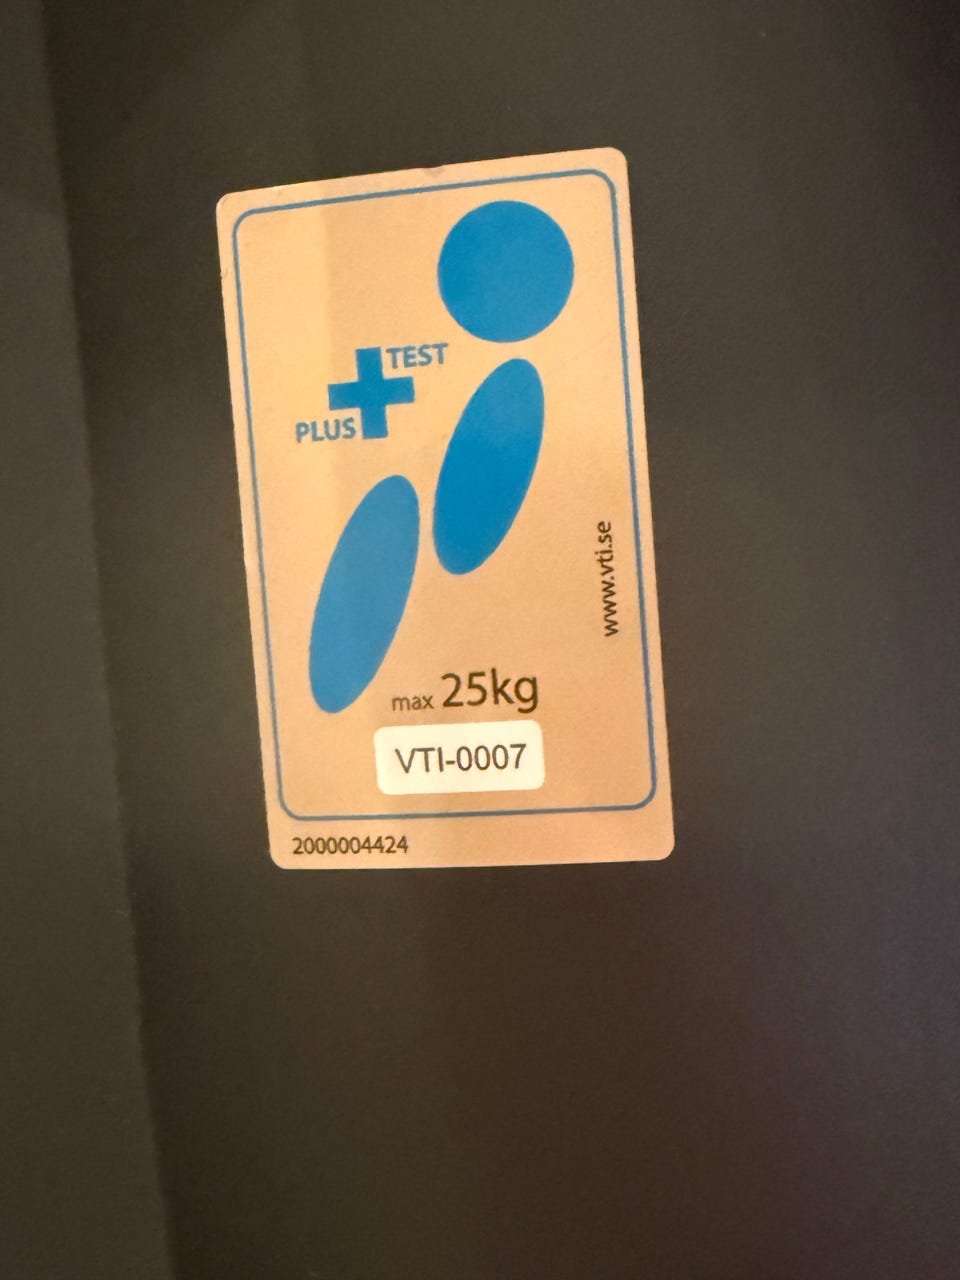 TEST
PLUS
www.vti.se
max 25kg
VTI-0007
2000004424